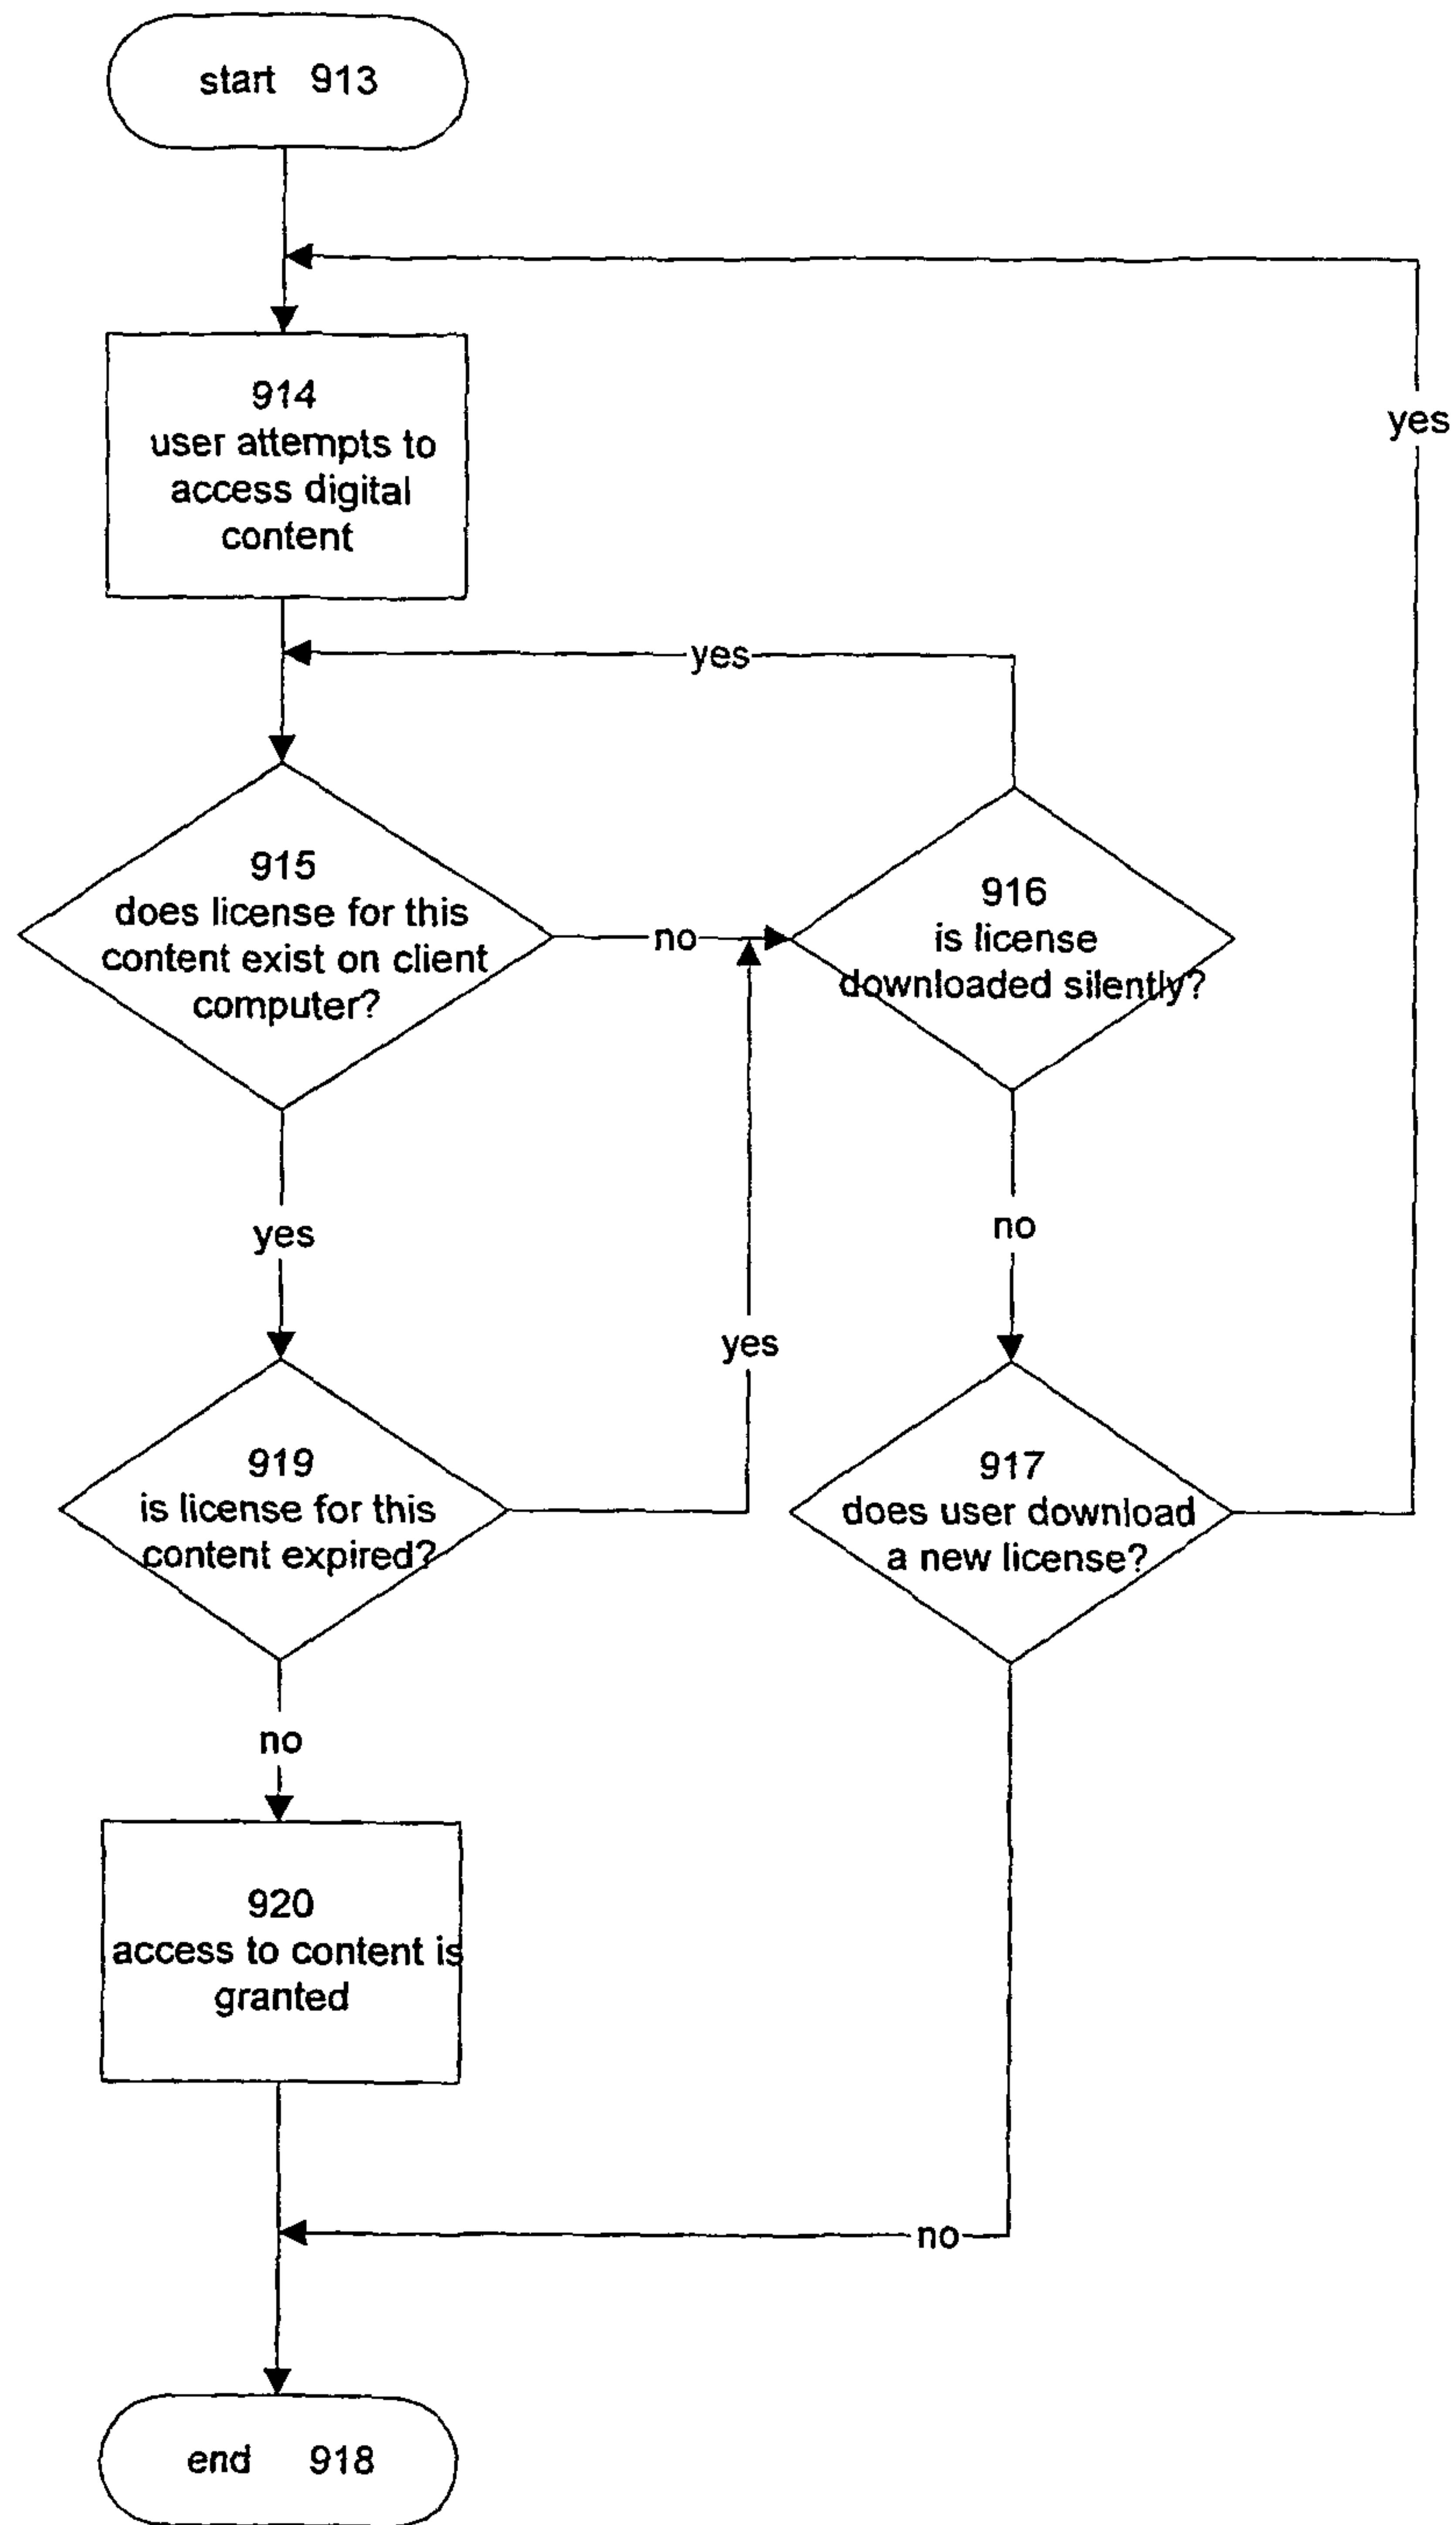 start 913
914
user attempts to
access digital
content
yes
yes
915
does license for this
content exist on client
computer?
no
916
is license
downloaded silently?
yes
no
yes
919
is license for this
content expired?
917
does user download
a new license?
no
920
access to content is
granted
no
end 918